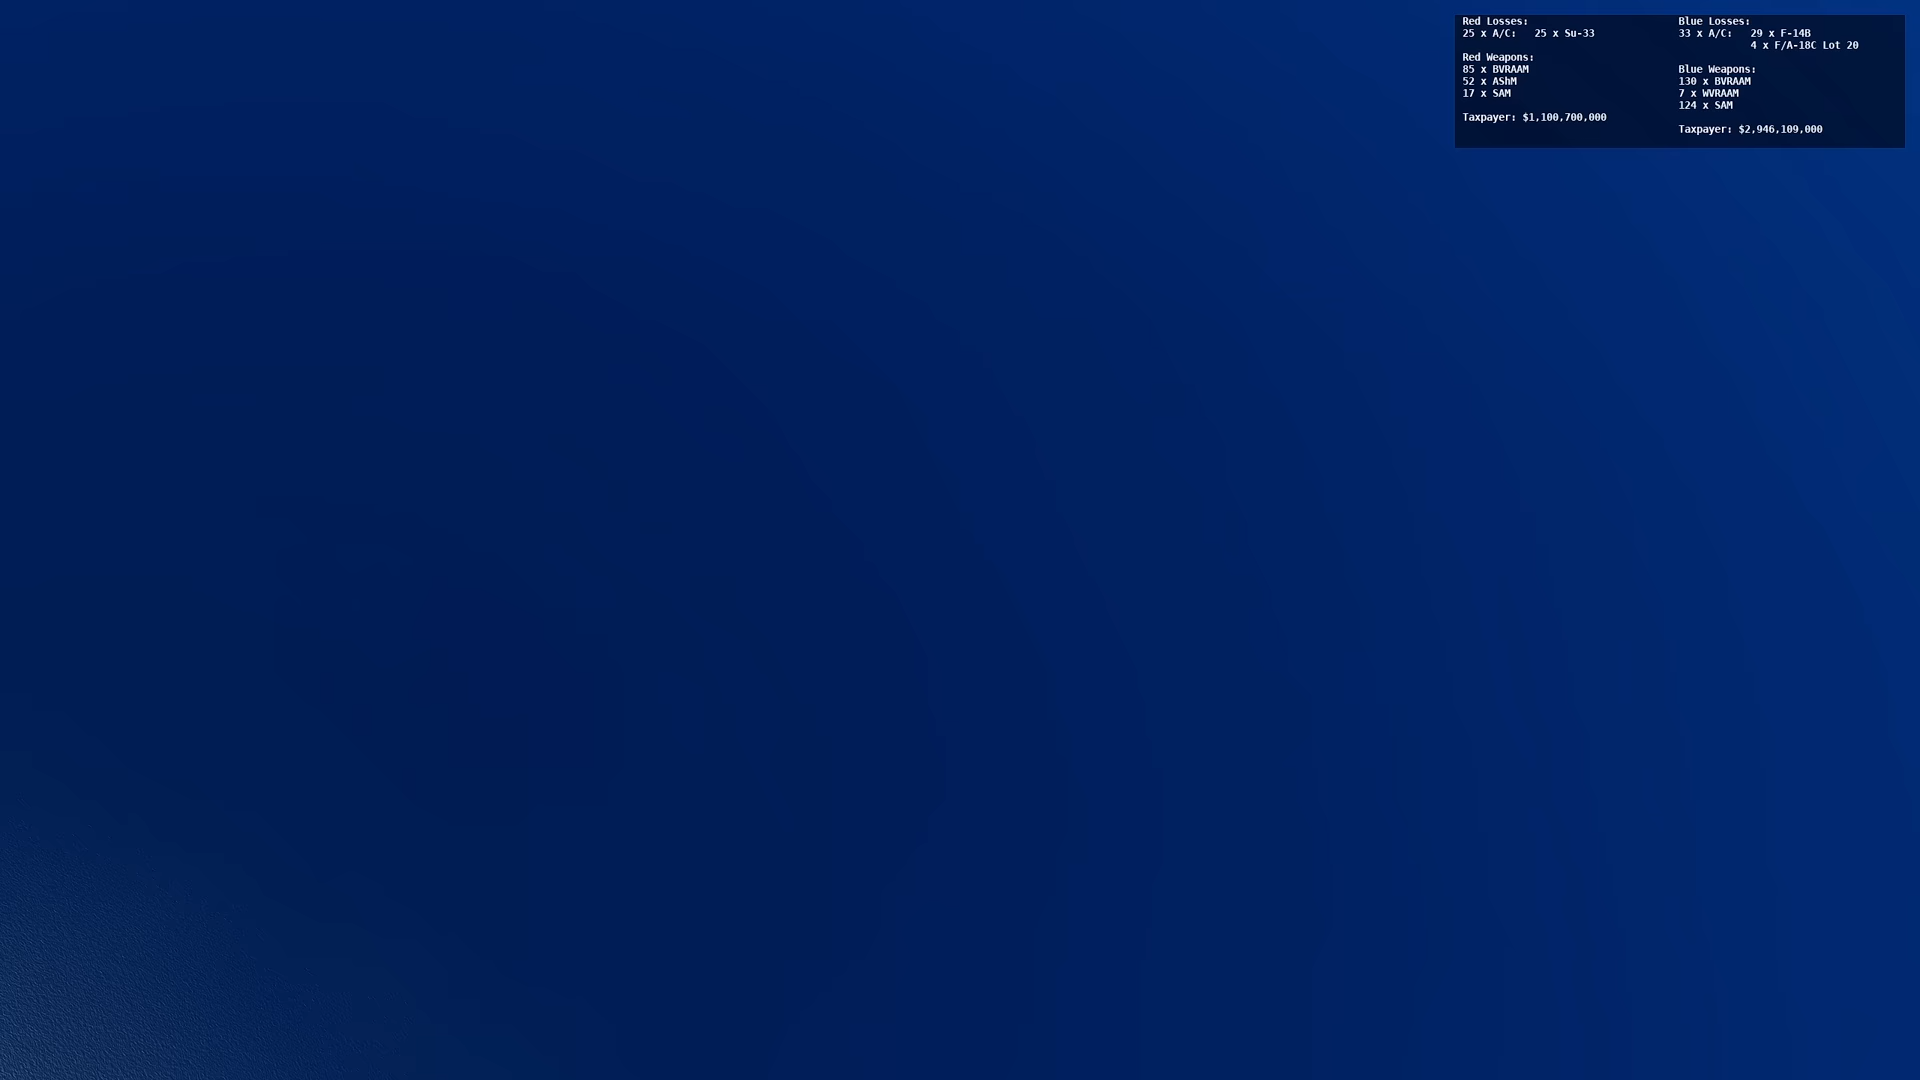 Red Losses:
25 x A/C:   25 x Su-33
Red Weapons:
85 x BVRAAM
52 x AShM
17 x SAM
Taxpayer: $1,100,700,000
Blue Losses:
33 x A/C:   29 x F-14B
4 x F/A-18C Lot 20
Blue Weapons:
130 x BVRAAM
7 x WVRAAM
124 x SAM
Taxpayer: $2,946,109,000